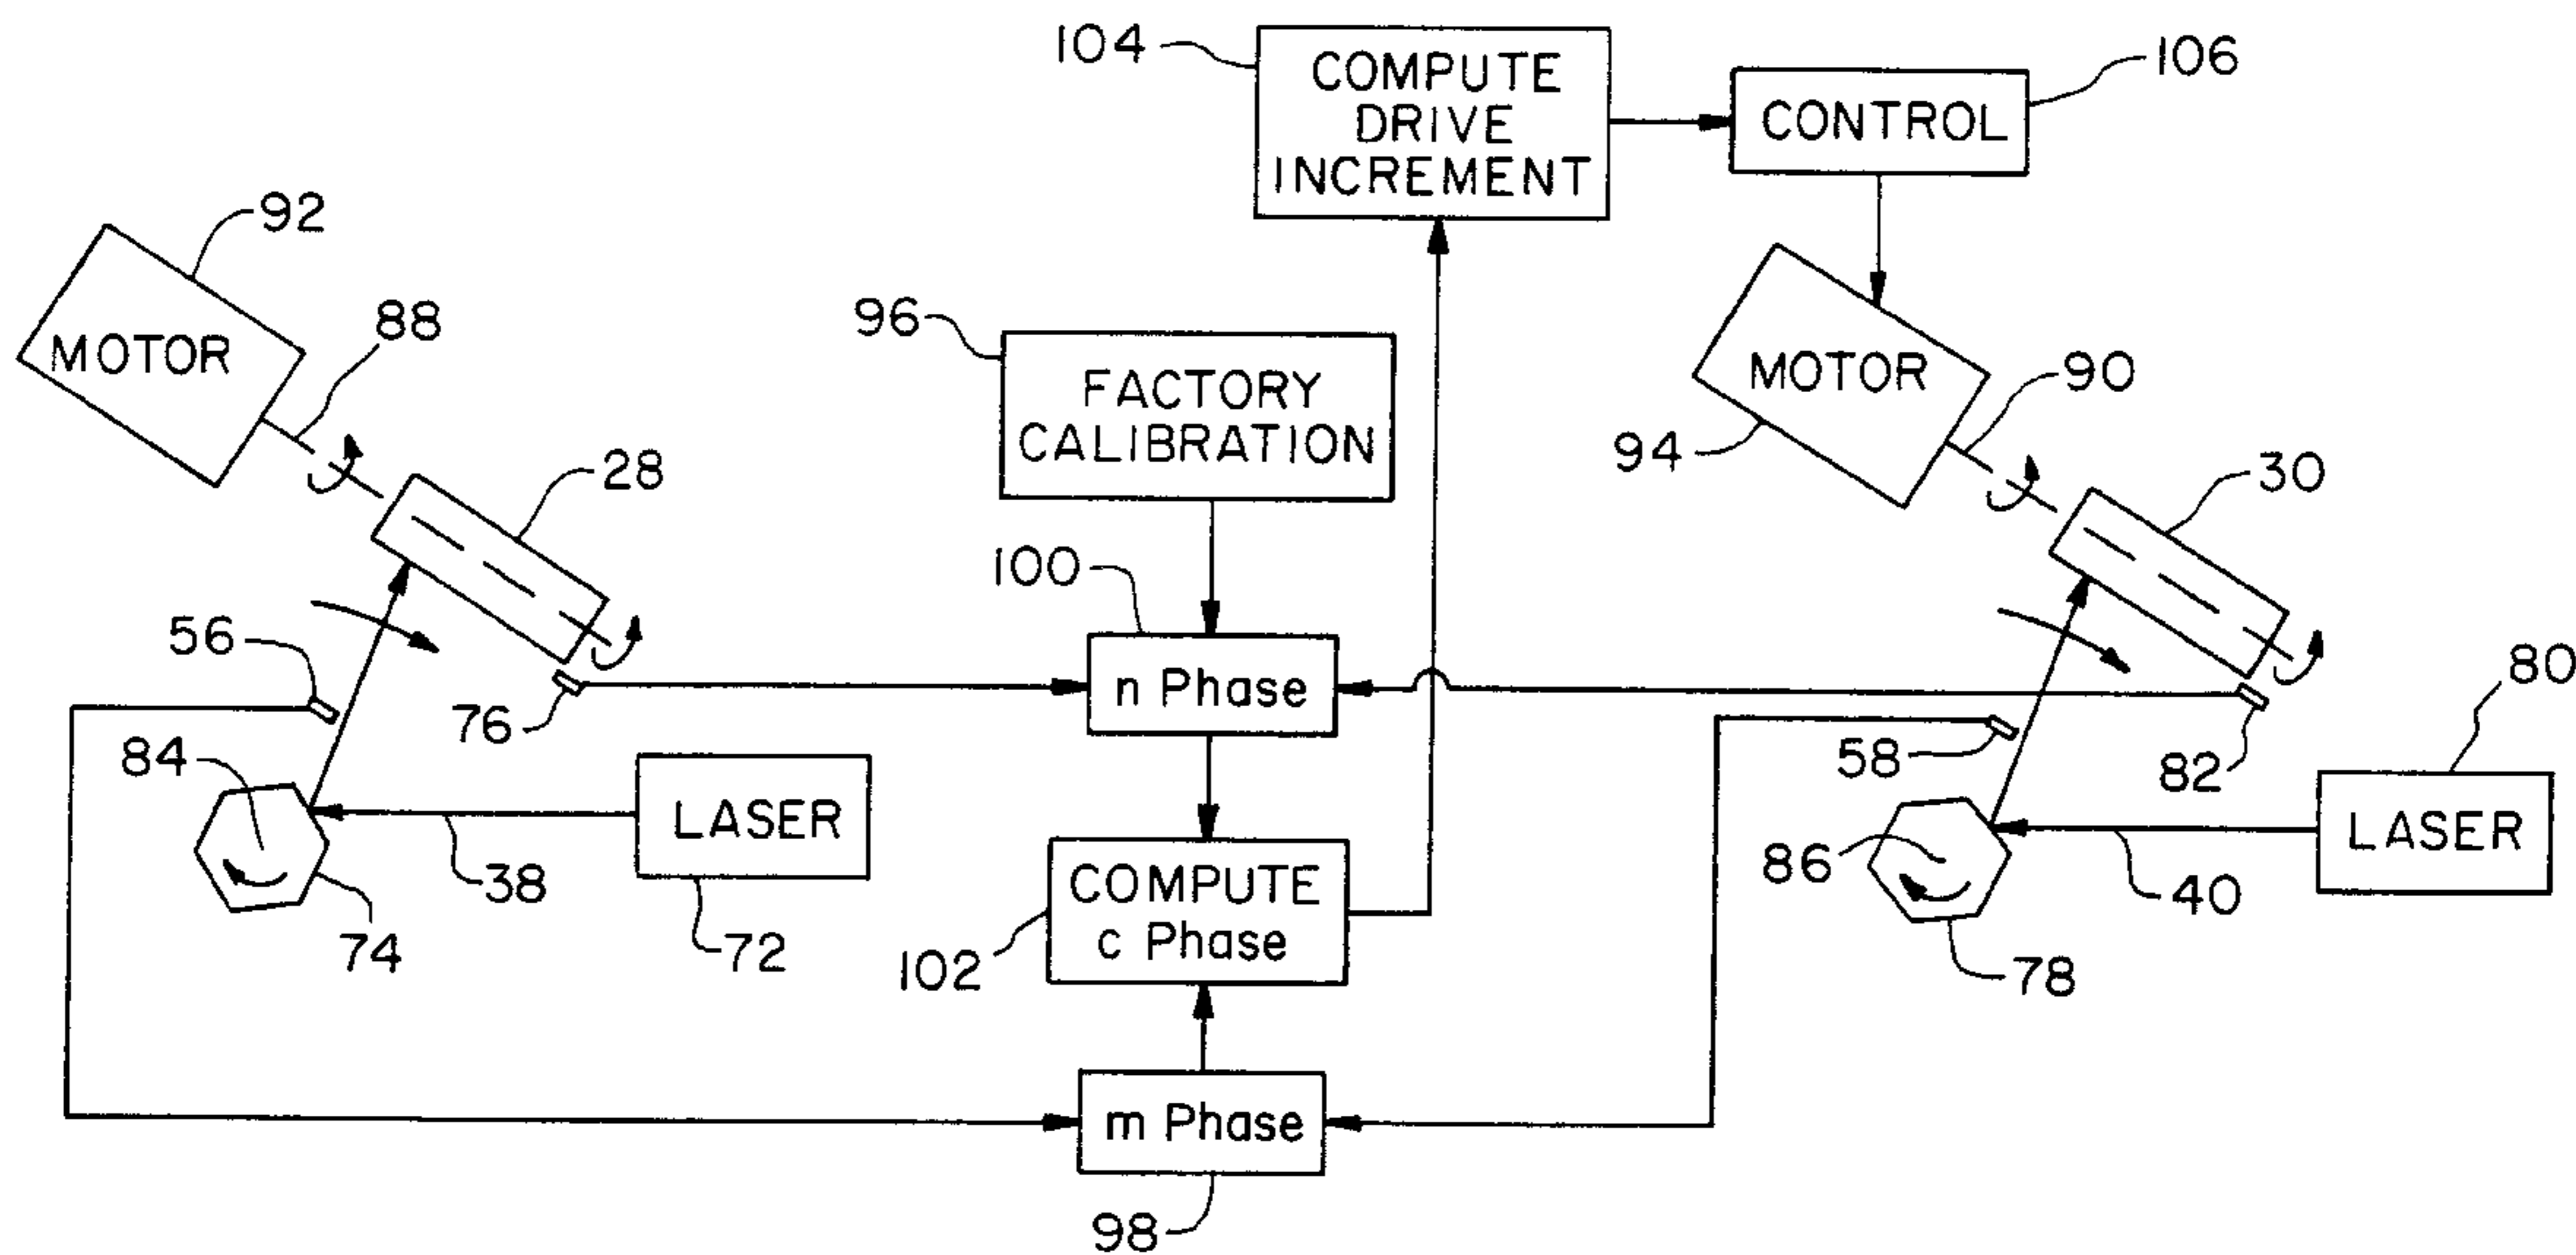 104
COMPUTE
DRIVE
INCREMENT
CONTROL
106
92
MOTOR
88
28
96
FACTORY
CALIBRATION
MOTOR
94
90
30
100
n Phase
56
76
84
74
38
LASER
72
COMPUTE
c Phase
102
58
82
80
LASER
86
40
78
m Phase
98